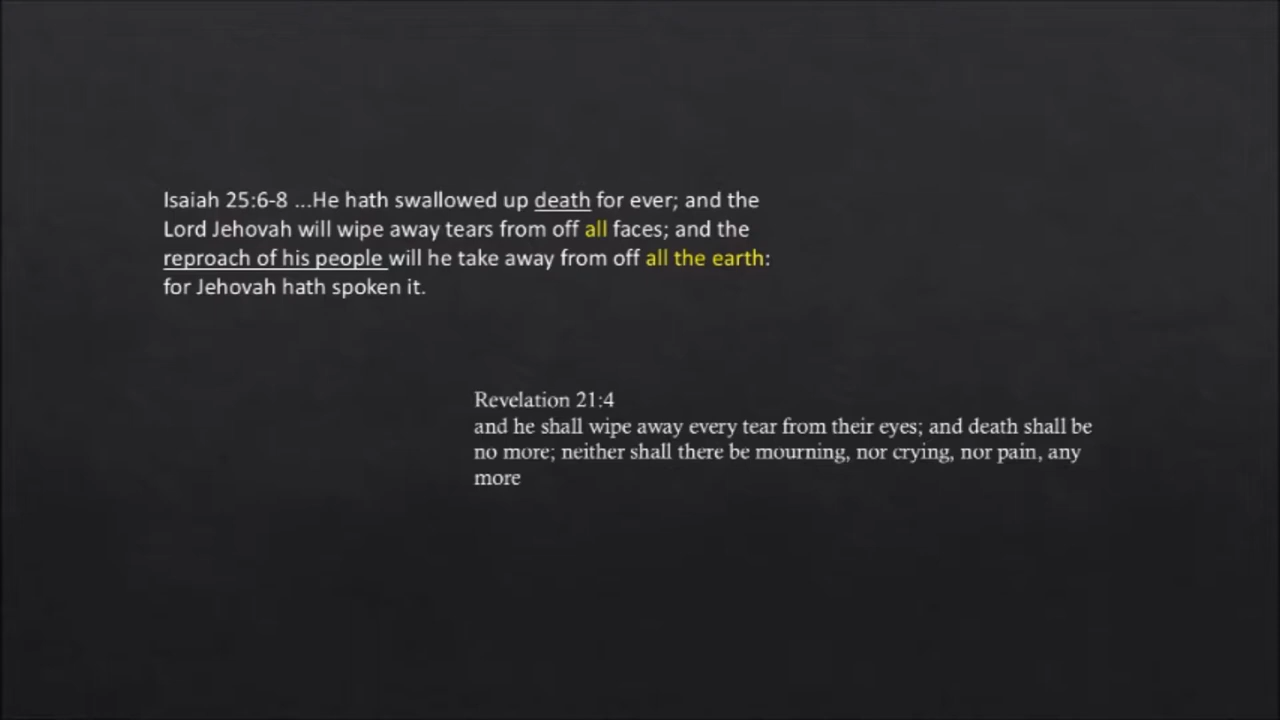 Isaiah 25:6-8 ...He hath swallowed up death for ever; and the
Lord Jehovah will wipe away tears from off all faces; and the
reproach of his people will he take away from off all the earth:
for Jehovah hath spoken it.
Revelation 21:4
and he shall wipe away every tear from their eyes; and death shall be
no more; neither shall there be mourning, nor crying, nor pain, any
more